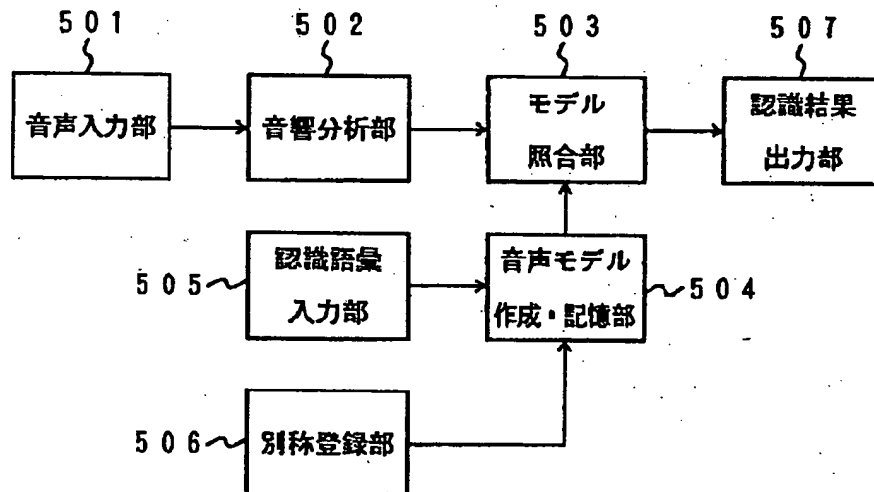 501
502
503
507
音声入力部
音響分析部
モデル
照合部
認識結果
出力部
505
認識語彙
入力部
音声モデル
作成・記憶部
504
506
別称登録部